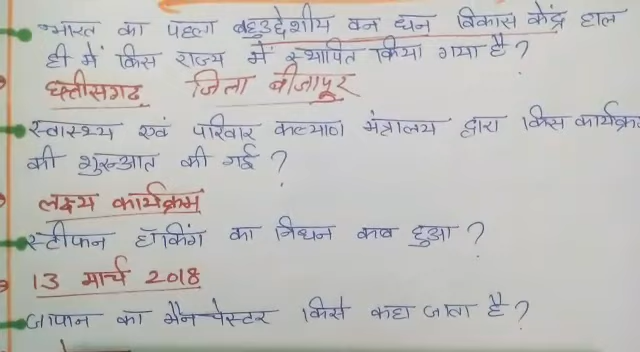 भारत का पहला बहुउद्देशीय वन धन विकास केंद्र हाल
ही में किस राज्य में स्थापित किया गया है ?
छत्तीसगढ़ जिला बीजापुर
स्वास्थ्य एवं परिवार कल्याण मंत्रालय द्वारा किस कार्यक्र
की शुरुआत की गई ?
लक्ष्य कार्यक्रम
स्टीफन हॉकिंग का निधन कब हुआ ?
13 मार्च 2018
जापान का मैनचेस्टर किसे कहा जाता है ?